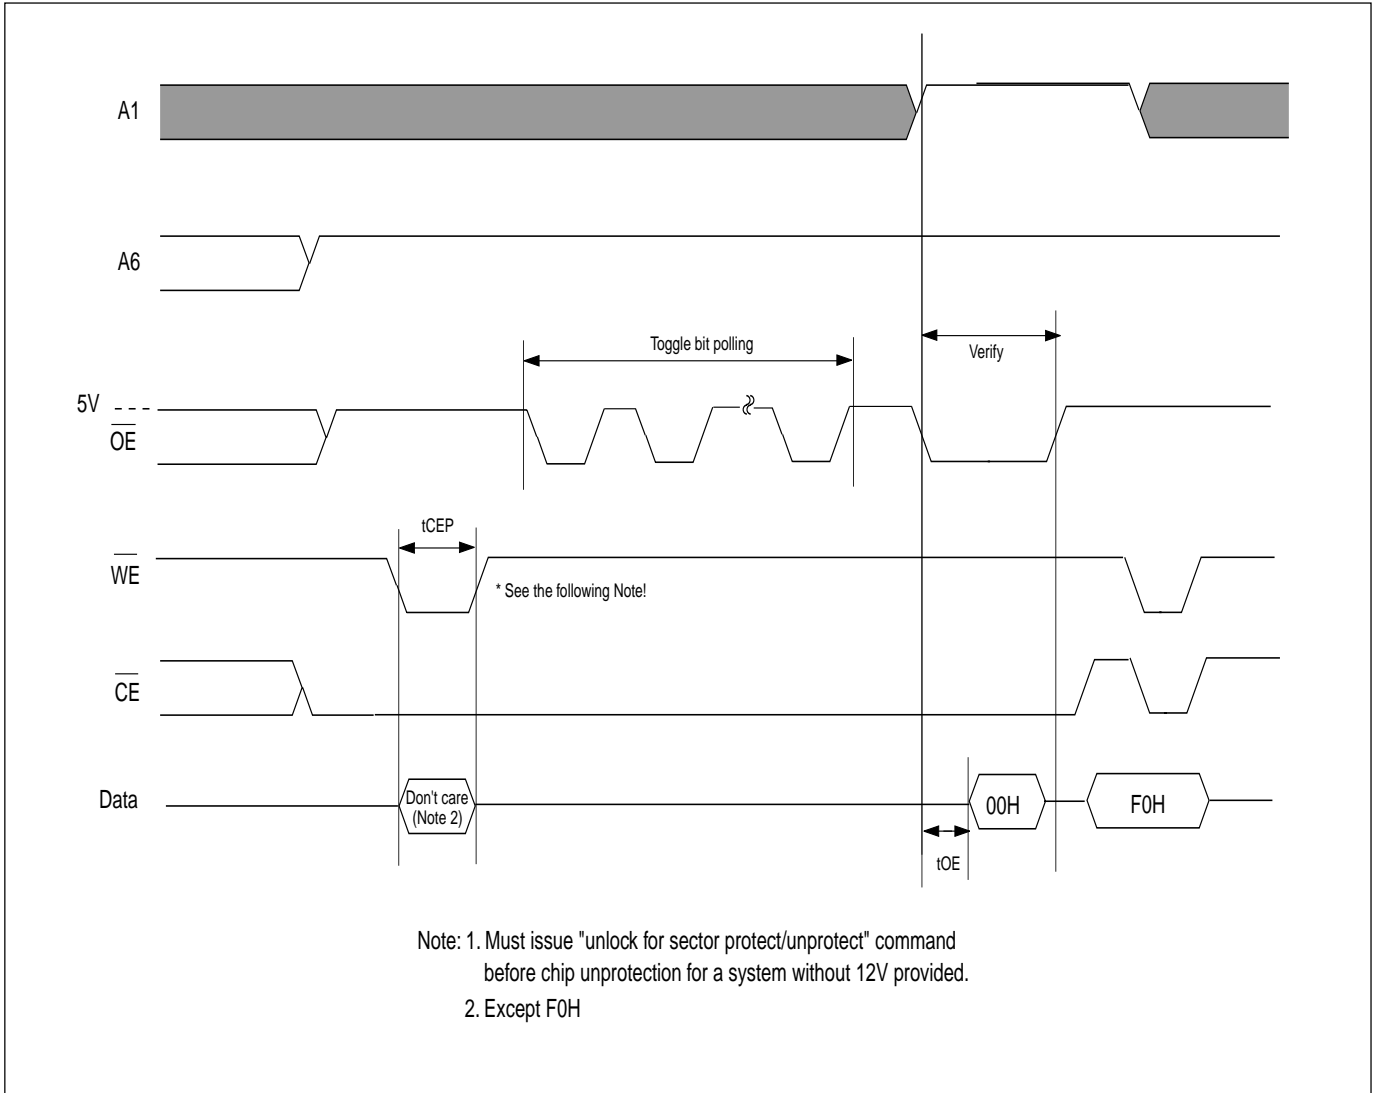 A1
A6
Toggle bit polling
Verify
5V
OE
tCEP
WE
* See the following Note!
CE
Data
Don't care
(Note 2)
00H
F0H
tOE
Note: 1. Must issue "unlock for sector protect/unprotect" command
before chip unprotection for a system without 12V provided.
2. Except F0H